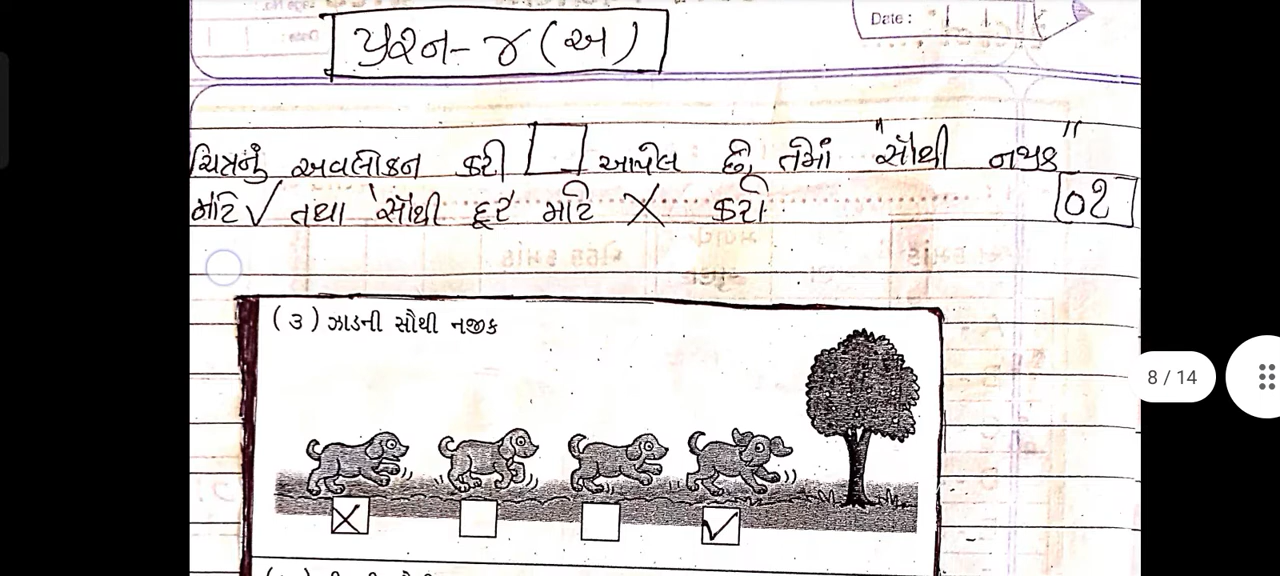 Date :
પ્રશ્ન- ૪ (અ)
ચિત્રનું અવલોકન કરી □ આપેલ છે, તેમાં "સૌથી નજીક"
માટે ✓ તથા 'સૌથી દૂર માટે X કરો.
02
(૩) ઝાડની સૌથી નજીક
X ✓
8 / 14